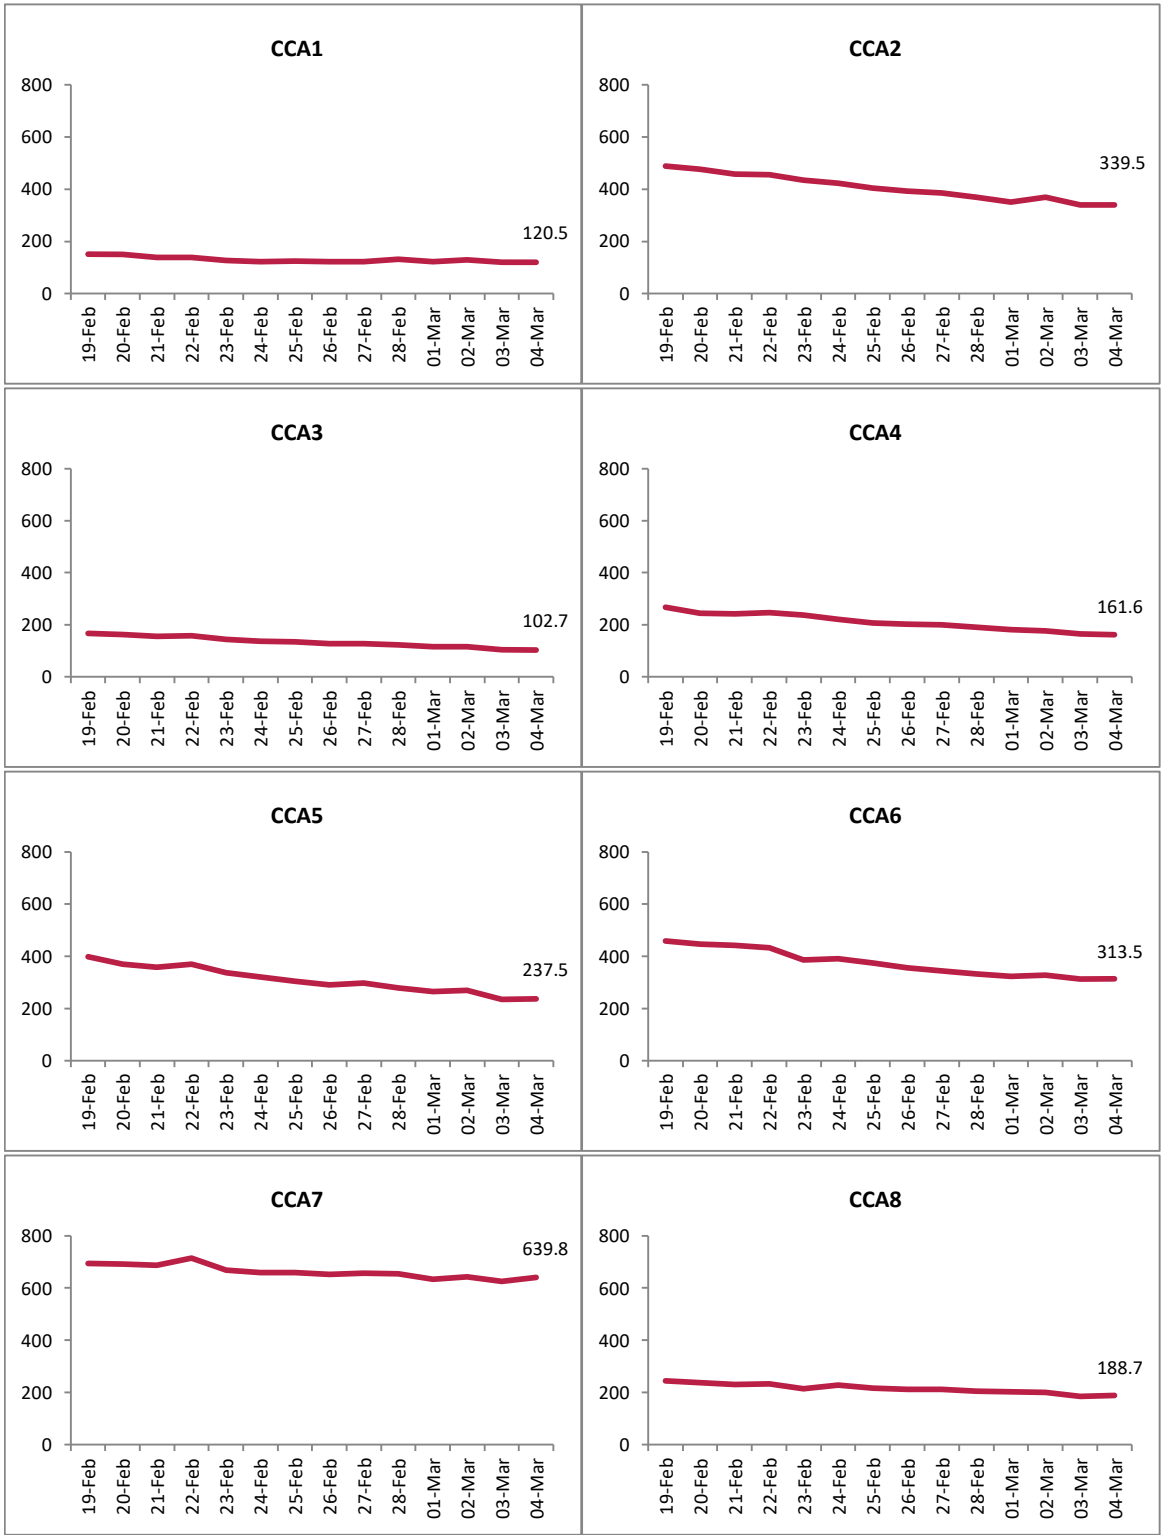 CCA1
800
600
400
200
0
120.5
19-Feb
20-Feb
21-Feb
22-Feb
23-Feb
24-Feb
25-Feb
26-Feb
27-Feb
28-Feb
01-Mar
02-Mar
03-Mar
04-Mar
CCA2
800
600
400
200
0
339.5
19-Feb
20-Feb
21-Feb
22-Feb
23-Feb
24-Feb
25-Feb
26-Feb
27-Feb
28-Feb
01-Mar
02-Mar
03-Mar
04-Mar
CCA3
800
600
400
200
0
102.7
19-Feb
20-Feb
21-Feb
22-Feb
23-Feb
24-Feb
25-Feb
26-Feb
27-Feb
28-Feb
01-Mar
02-Mar
03-Mar
04-Mar
CCA4
800
600
400
200
0
161.6
19-Feb
20-Feb
21-Feb
22-Feb
23-Feb
24-Feb
25-Feb
26-Feb
27-Feb
28-Feb
01-Mar
02-Mar
03-Mar
04-Mar
CCA5
800
600
400
200
0
237.5
19-Feb
20-Feb
21-Feb
22-Feb
23-Feb
24-Feb
25-Feb
26-Feb
27-Feb
28-Feb
01-Mar
02-Mar
03-Mar
04-Mar
CCA6
800
600
400
200
0
313.5
19-Feb
20-Feb
21-Feb
22-Feb
23-Feb
24-Feb
25-Feb
26-Feb
27-Feb
28-Feb
01-Mar
02-Mar
03-Mar
04-Mar
CCA7
800
600
400
200
0
639.8
19-Feb
20-Feb
21-Feb
22-Feb
23-Feb
24-Feb
25-Feb
26-Feb
27-Feb
28-Feb
01-Mar
02-Mar
03-Mar
04-Mar
CCA8
800
600
400
200
0
188.7
19-Feb
20-Feb
21-Feb
22-Feb
23-Feb
24-Feb
25-Feb
26-Feb
27-Feb
28-Feb
01-Mar
02-Mar
03-Mar
04-Mar